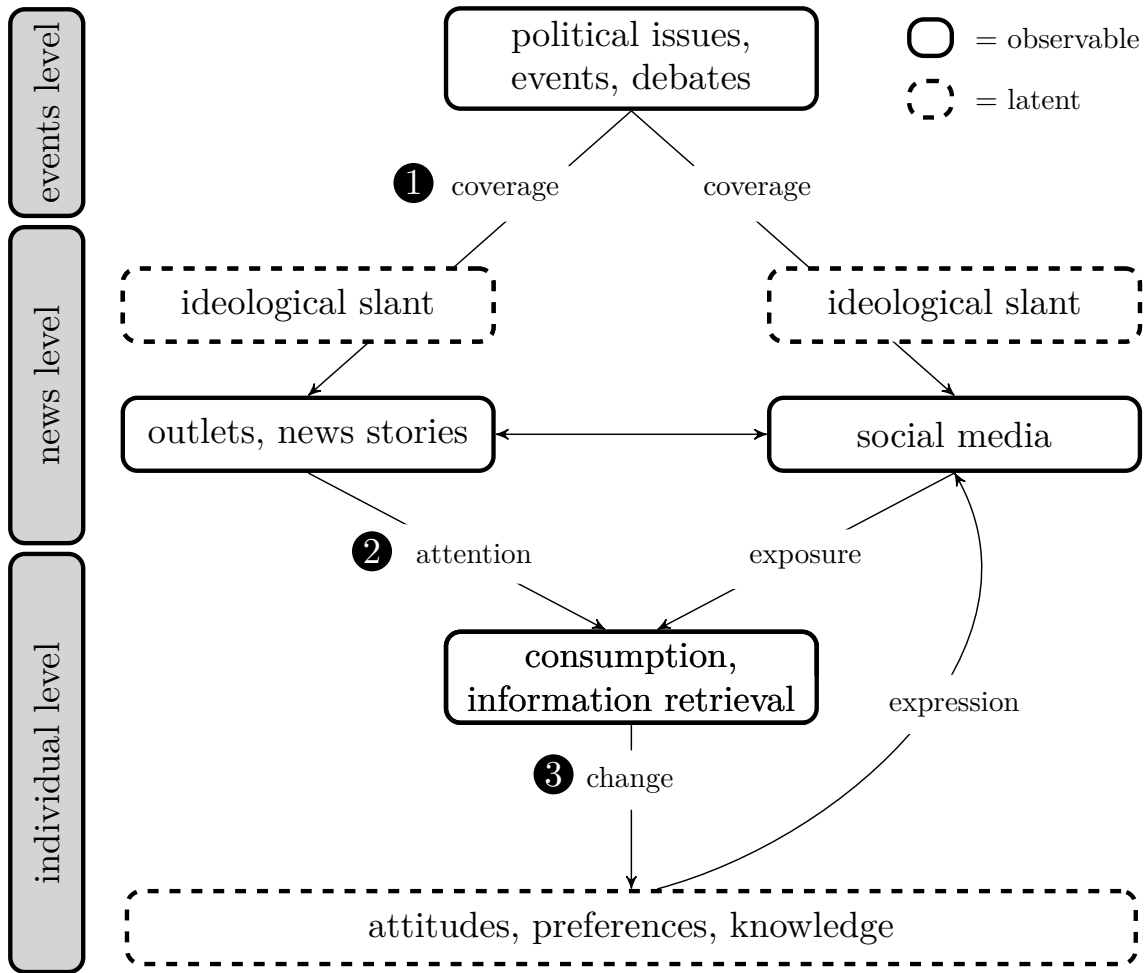 events level
political issues,
events, debates
= observable
= latent
1 coverage
coverage
news level
ideological slant
ideological slant
outlets, news stories
social media
2 attention
exposure
individual level
consumption,
information retrieval
expression
3 change
attitudes, preferences, knowledge